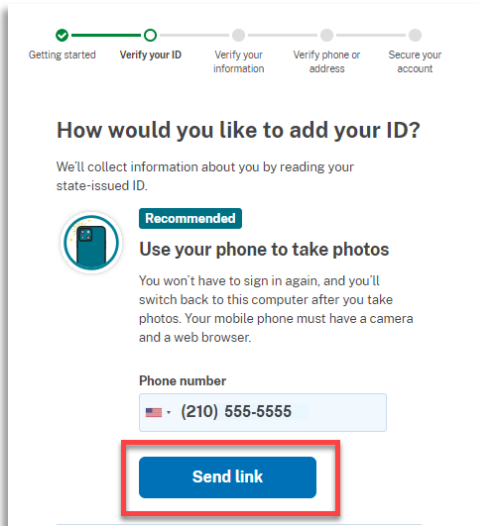 Getting started
Verify your ID
Verify your
information
Verify phone or
address
Secure your
account
How would you like to add your ID?
We'll collect information about you by reading your
state-issued ID.
Recommended
Use your phone to take photos
You won't have to sign in again, and you'll
switch back to this computer after you take
photos. Your mobile phone must have a camera
and a web browser.
Phone number
(210) 555-5555
Send link